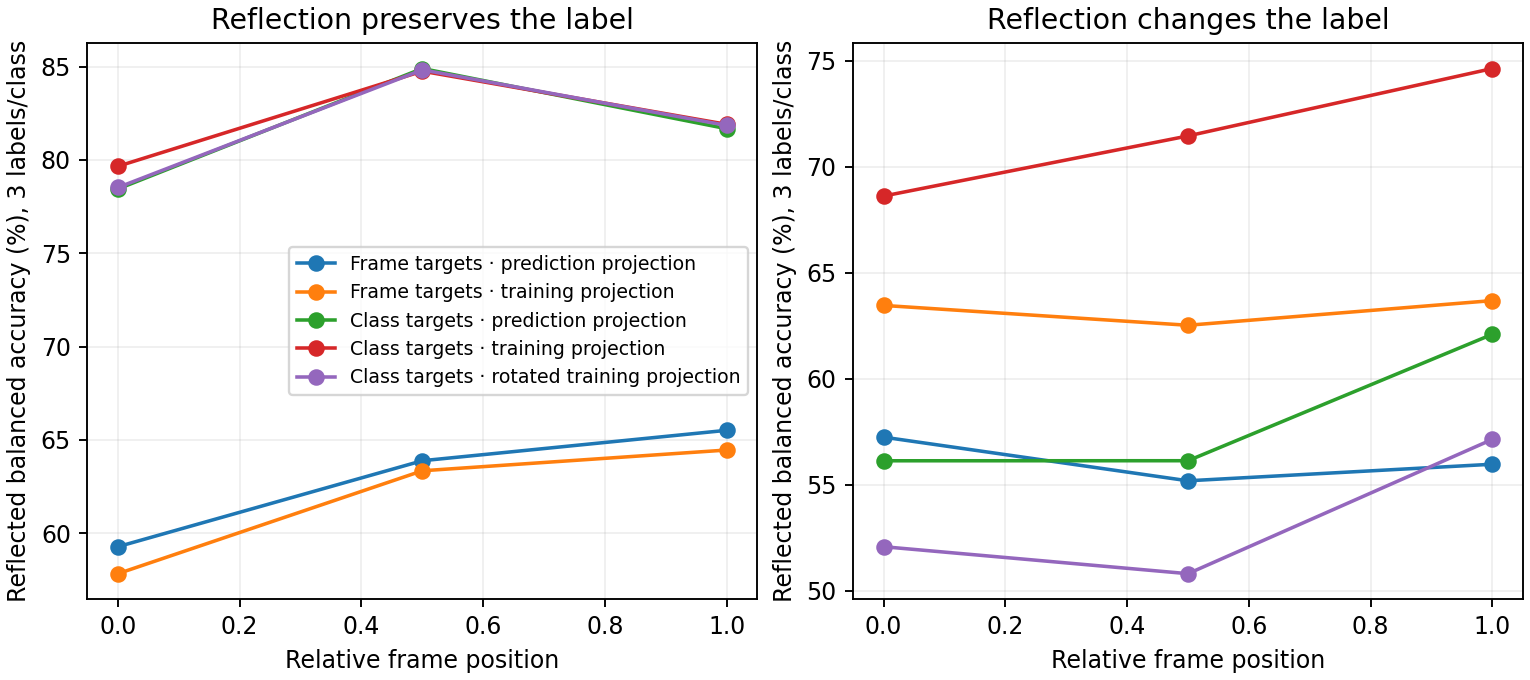 Reflection preserves the label
Reflected balanced accuracy (%), 3 labels/class
85
80
75
70
65
60
Frame targets · prediction projection
Frame targets · training projection
Class targets · prediction projection
Class targets · training projection
Class targets · rotated training projection
0.0 0.2 0.4 0.6 0.8 1.0
Relative frame position
Reflection changes the label
Reflected balanced accuracy (%), 3 labels/class
75
70
65
60
55
50
0.0 0.2 0.4 0.6 0.8 1.0
Relative frame position